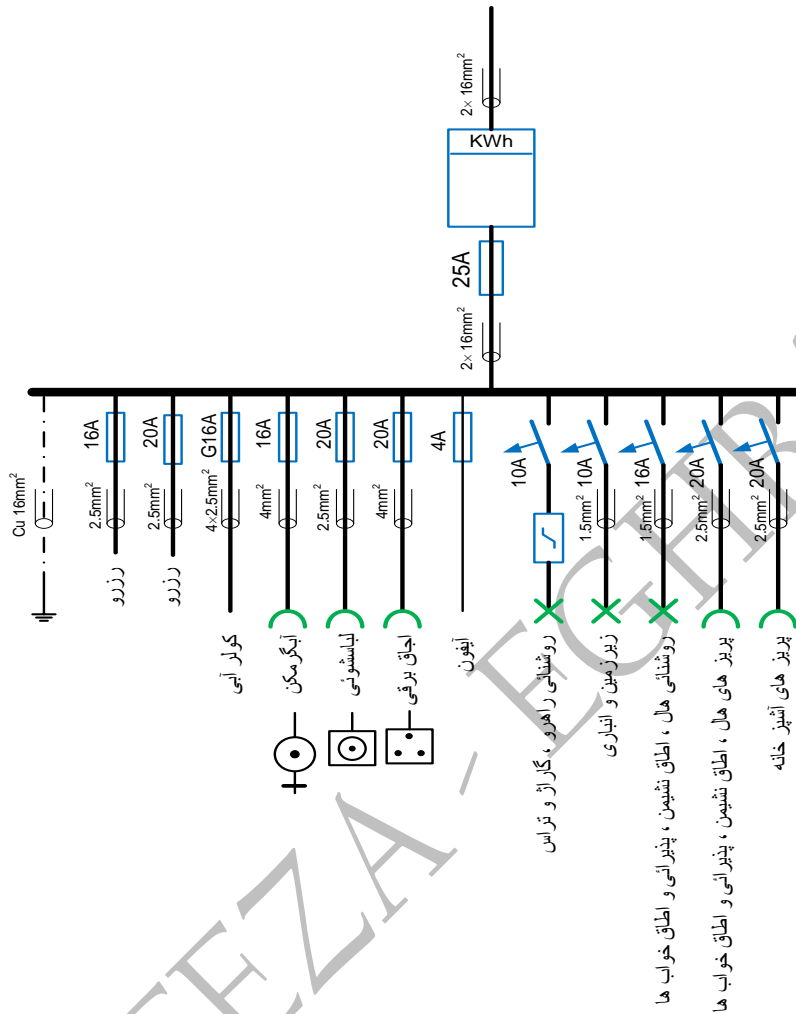 2× 16mm²
KWh
25A
2× 16mm²
Cu 16mm²
16A
2.5mm²
رزرو
20A
2.5mm²
رزرو
G16A
4×2.5mm²
کولر آبی
16A
4mm²
آبگرمکن
20A
2.5mm²
لباسشوئی
20A
4mm²
اجاق برقی
4A
آیفون
10A
روشنائی راهرو ، گاراژ و تراس
10A
1.5mm²
زیرزمین و انباری
16A
1.5mm²
روشنائی هال ، اطاق نشیمن ، پذیرائی و اطاق خواب ها
20A
2.5mm²
پریز های هال ، اطاق نشیمن ، پذیرائی و اطاق خواب ها
20A
2.5mm²
پریز های آشپز خانه
EZA - EGHR